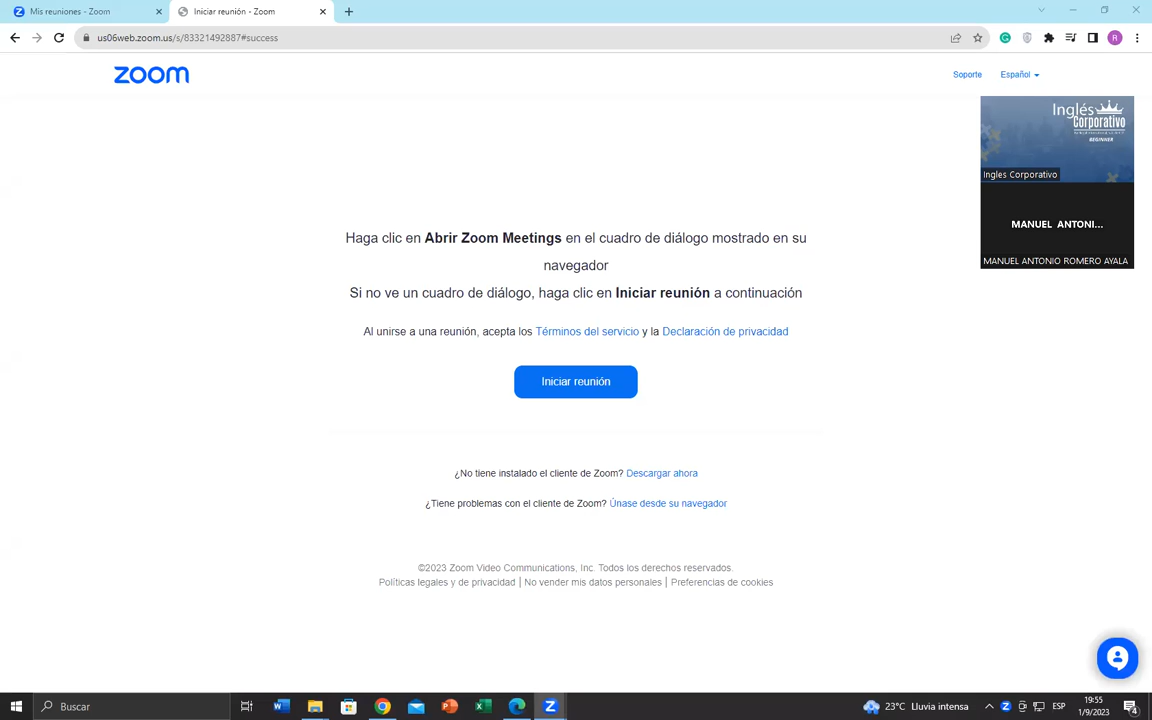 Mis reuniones - Zoom
Iniciar reunión - Zoom
us06web.zoom.us/s/83321492887#success
R
zoom
Soporte
Español
Inglés
Corporativo
BEGINNER
Ingles Corporativo
MANUEL ANTONI...
MANUEL ANTONIO ROMERO AYALA
Haga clic en Abrir Zoom Meetings en el cuadro de diálogo mostrado en su
navegador
Si no ve un cuadro de diálogo, haga clic en Iniciar reunión a continuación
Al unirse a una reunión, acepta los Términos del servicio y la Declaración de privacidad
Iniciar reunión
¿No tiene instalado el cliente de Zoom? Descargar ahora
¿Tiene problemas con el cliente de Zoom? Únase desde su navegador
©2023 Zoom Video Communications, Inc. Todos los derechos reservados.
Políticas legales y de privacidad | No vender mis datos personales | Preferencias de cookies
Buscar
23°C Lluvia intensa
ESP
19:55
1/9/2023
4